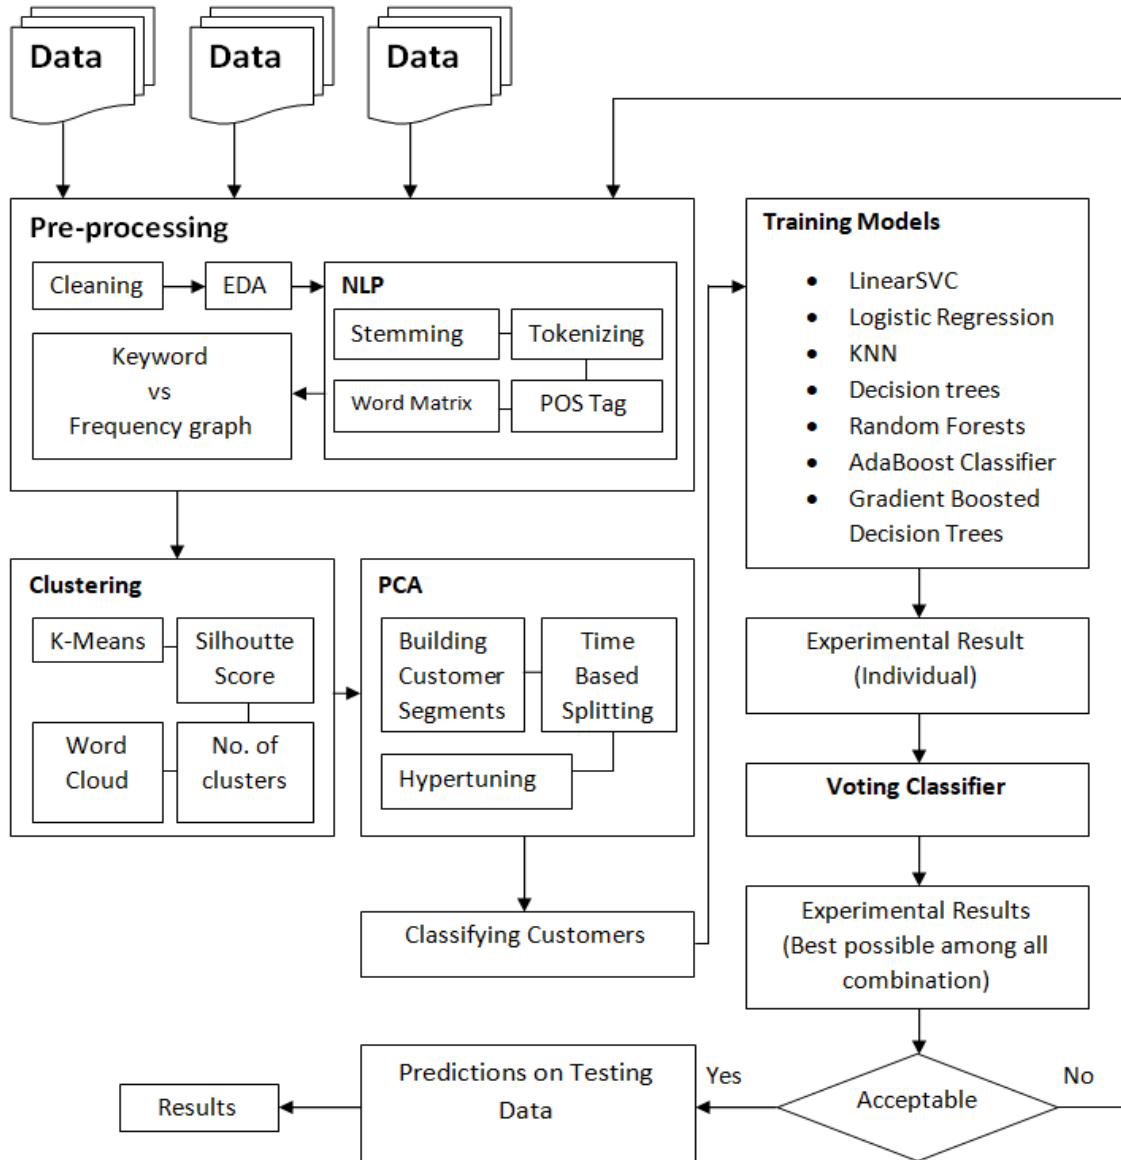 Data
Data
Data
Pre-processing
Cleaning
EDA
NLP
Stemming
Tokenizing
Word Matrix
POS Tag
Keyword
vs
Frequency graph
Clustering
K-Means
Silhoutte
Score
Word
Cloud
No. of
clusters
PCA
Building
Customer
Segments
Time
Based
Splitting
Hypertuning
Classifying Customers
Training Models
• LinearSVC
• Logistic Regression
• KNN
• Decision trees
• Random Forests
• AdaBoost Classifier
• Gradient Boosted
Decision Trees
Experimental Result
(Individual)
Voting Classifier
Experimental Results
(Best possible among all
combination)
Acceptable
Yes
No
Predictions on Testing
Data
Results